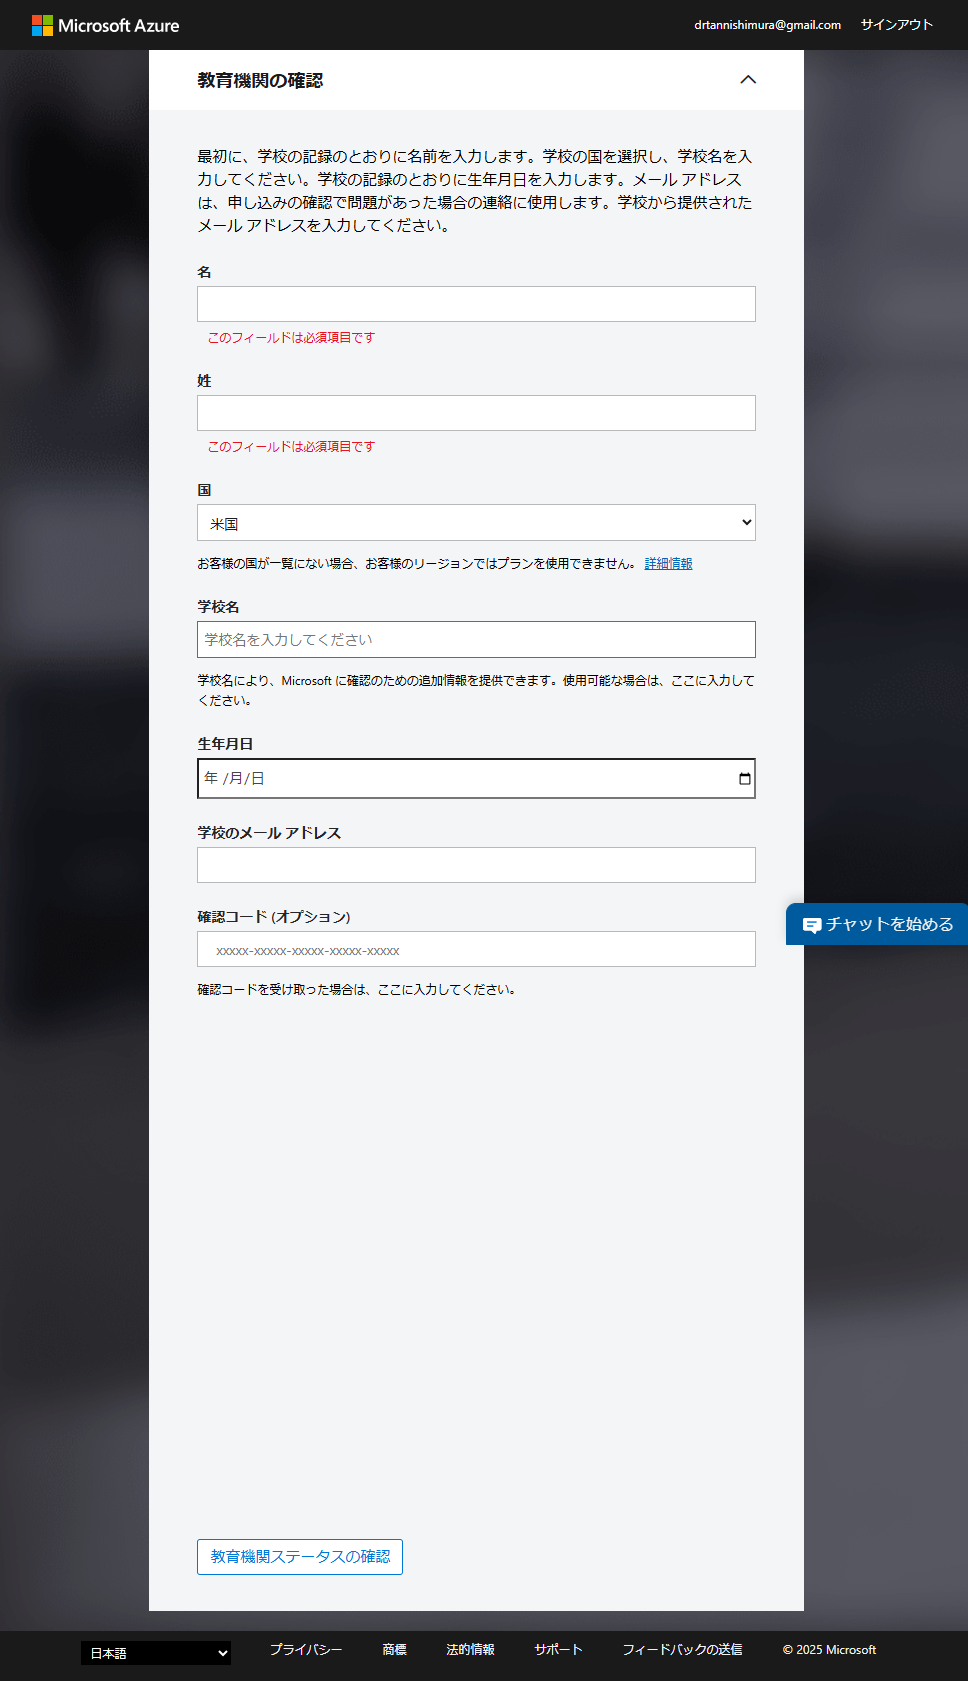 Microsoft Azure
drtannishimura@gmail.com サインアウト
教育機関の確認
最初に、学校の記録のとおりに名前を入力します。学校の国を選択し、学校名を入
力してください。学校の記録のとおりに生年月日を入力します。メール アドレス
は、申し込みの確認で問題があった場合の連絡に使用します。学校から提供された
メール アドレスを入力してください。
名
このフィールドは必須項目です
姓
このフィールドは必須項目です
国
米国
お客様の国が一覧にない場合、お客様のリージョンではプランを使用できません。 詳細情報
学校名
学校名を入力してください
学校名により、Microsoft に確認のための追加情報を提供できます。使用可能な場合は、ここに入力して
ください。
生年月日
年 /月/日
学校のメール アドレス
確認コード (オプション)
チャットを始める
xxxxx-xxxxx-xxxxx-xxxxx-xxxxx
確認コードを受け取った場合は、ここに入力してください。
教育機関ステータスの確認
日本語 プライバシー 商標 法的情報 サポート フィードバックの送信 © 2025 Microsoft